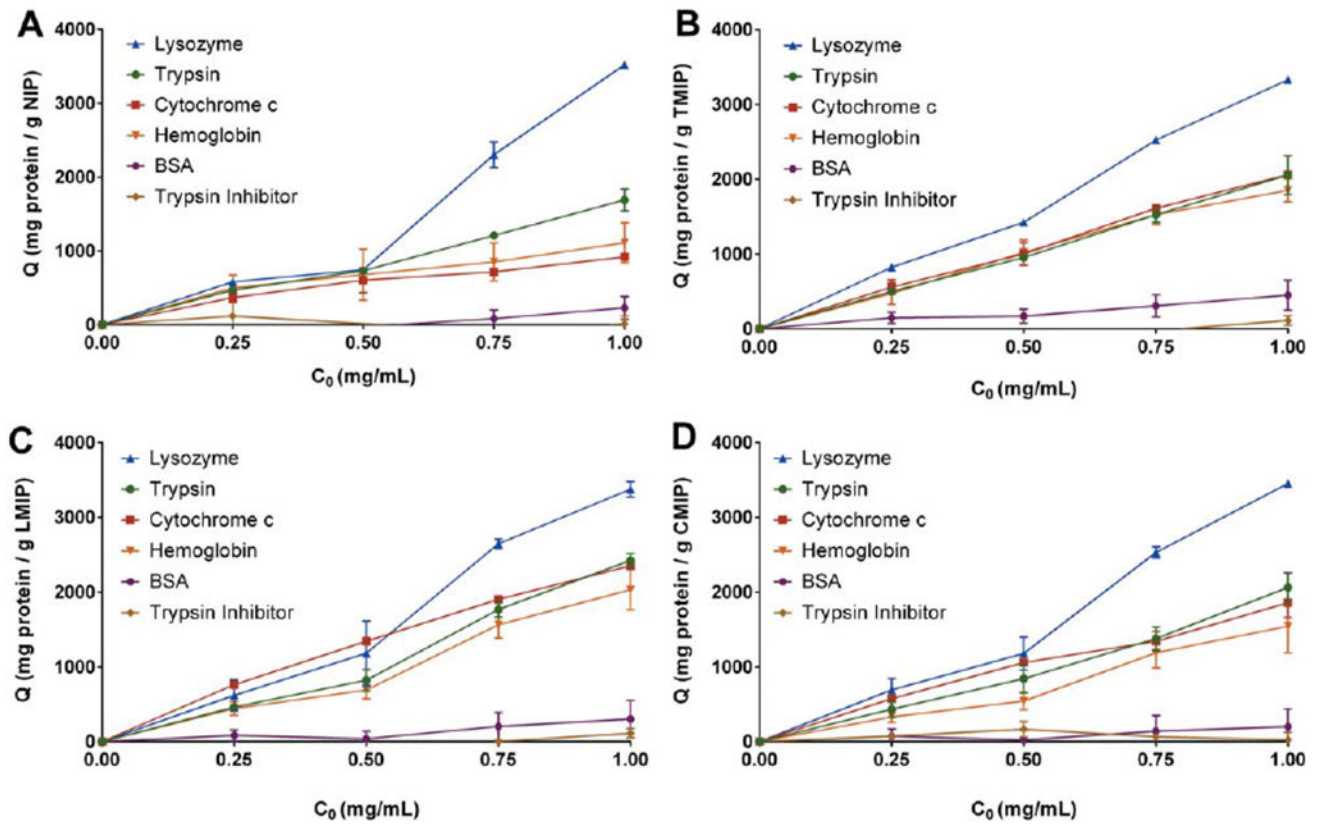 A
Q (mg protein / g NIP)
4000
3000
2000
1000
0
Lysozyme
Trypsin
Cytochrome c
Hemoglobin
BSA
Trypsin Inhibitor
0.00 0.25 0.50 0.75 1.00
C₀ (mg/mL)
B
Q (mg protein / g TMIP)
4000
3000
2000
1000
0
Lysozyme
Trypsin
Cytochrome c
Hemoglobin
BSA
Trypsin Inhibitor
0.00 0.25 0.50 0.75 1.00
C₀ (mg/mL)
C
Q (mg protein / g LMIP)
4000
3000
2000
1000
0
Lysozyme
Trypsin
Cytochrome c
Hemoglobin
BSA
Trypsin Inhibitor
0.00 0.25 0.50 0.75 1.00
C₀ (mg/mL)
D
Q (mg protein / g CMIP)
4000
3000
2000
1000
0
Lysozyme
Trypsin
Cytochrome c
Hemoglobin
BSA
Trypsin Inhibitor
0.00 0.25 0.50 0.75 1.00
C₀ (mg/mL)